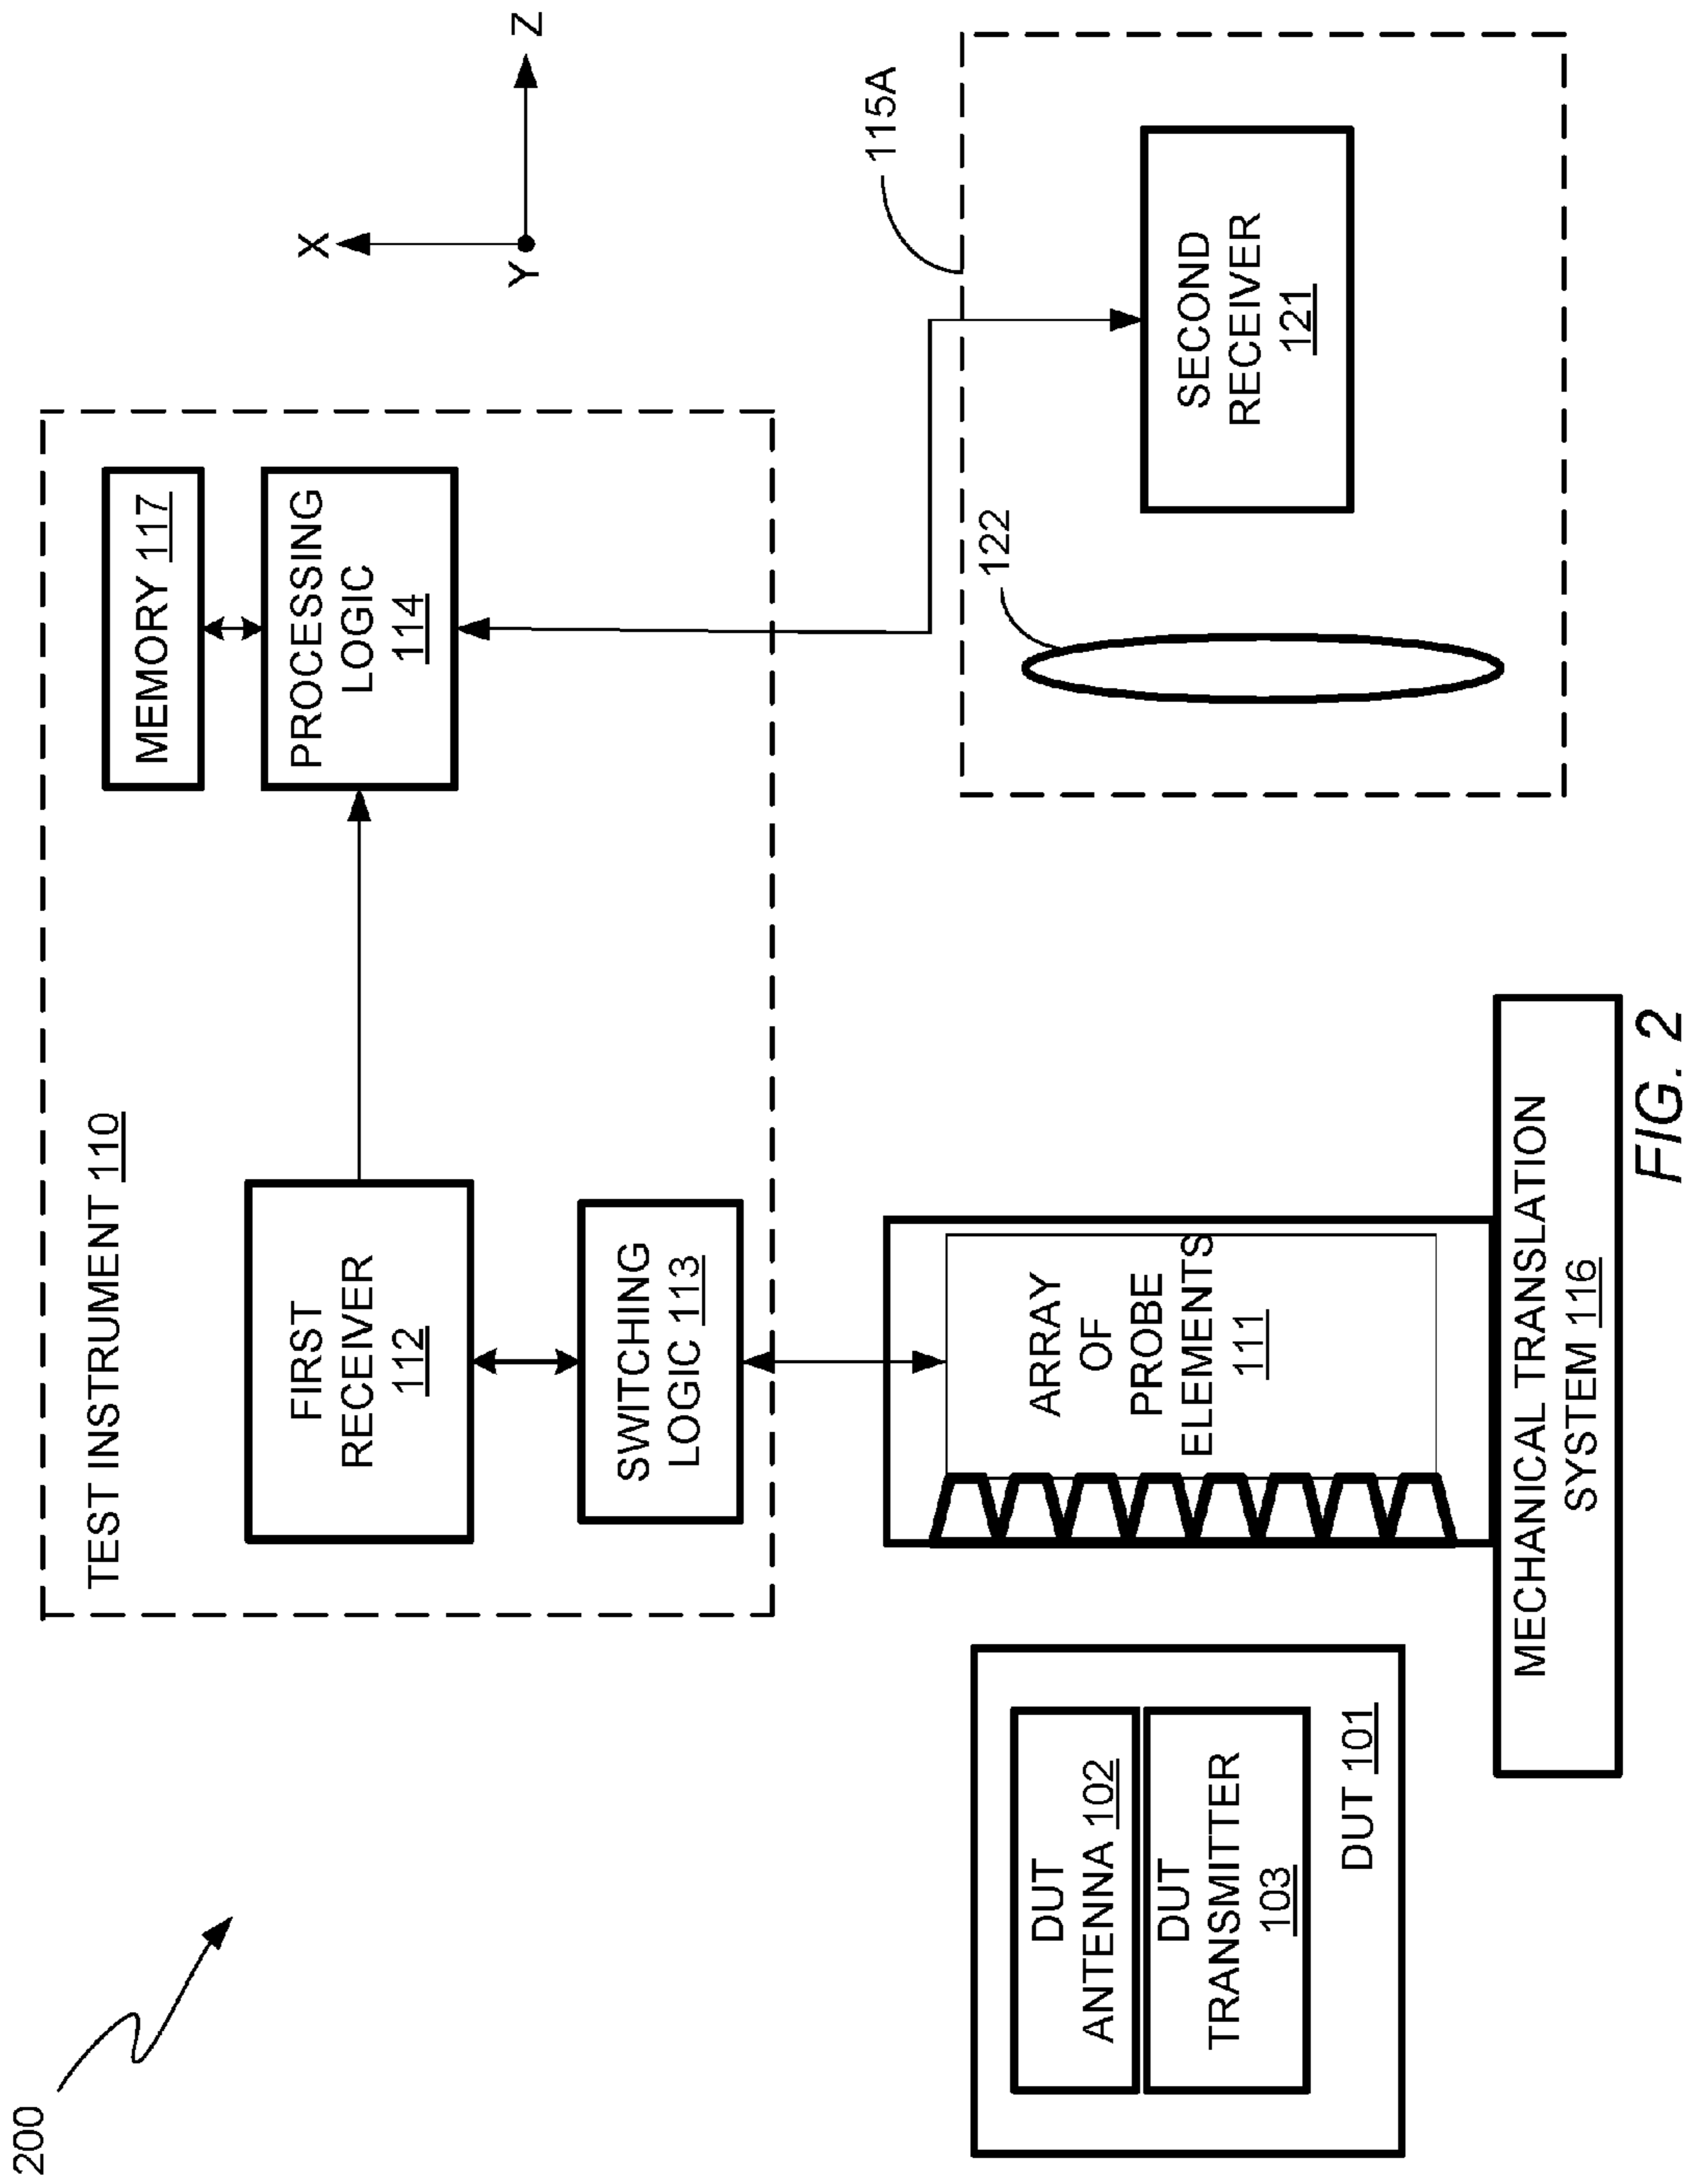 200
TEST INSTRUMENT 110
MEMORY 117
FIRST
RECEIVER
112
PROCESSING
LOGIC
114
X
Y
Z
SWITCHING
LOGIC 113
115A
DUT
ANTENNA 102
DUT
TRANSMITTER
103
DUT 101
ARRAY
OF
PROBE
ELEMENTS
111
122
SECOND
RECEIVER
121
MECHANICAL TRANSLATION
SYSTEM 116
FIG. 2